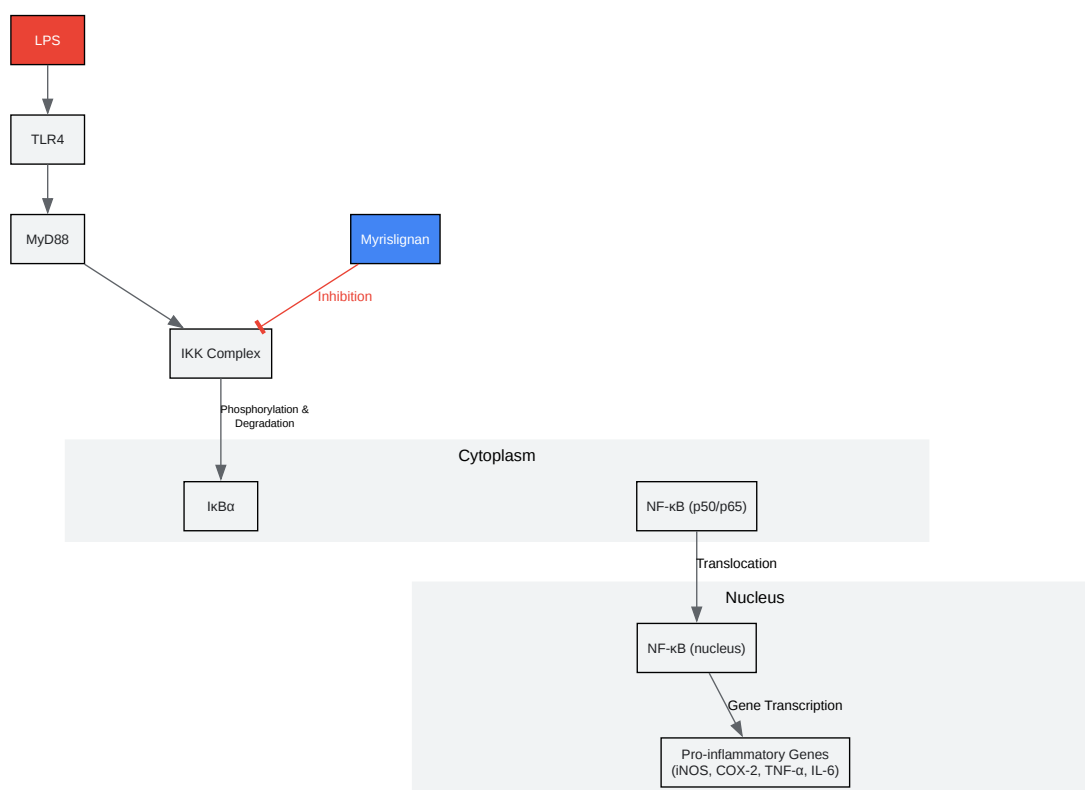 LPS
TLR4
MyD88
Myrislignan
Inhibition
IKK Complex
Phosphorylation &
Degradation
Cytoplasm
IκBα
NF-κB (p50/p65)
Translocation
Nucleus
NF-κB (nucleus)
Gene Transcription
Pro-inflammatory Genes
(iNOS, COX-2, TNF-α, IL-6)